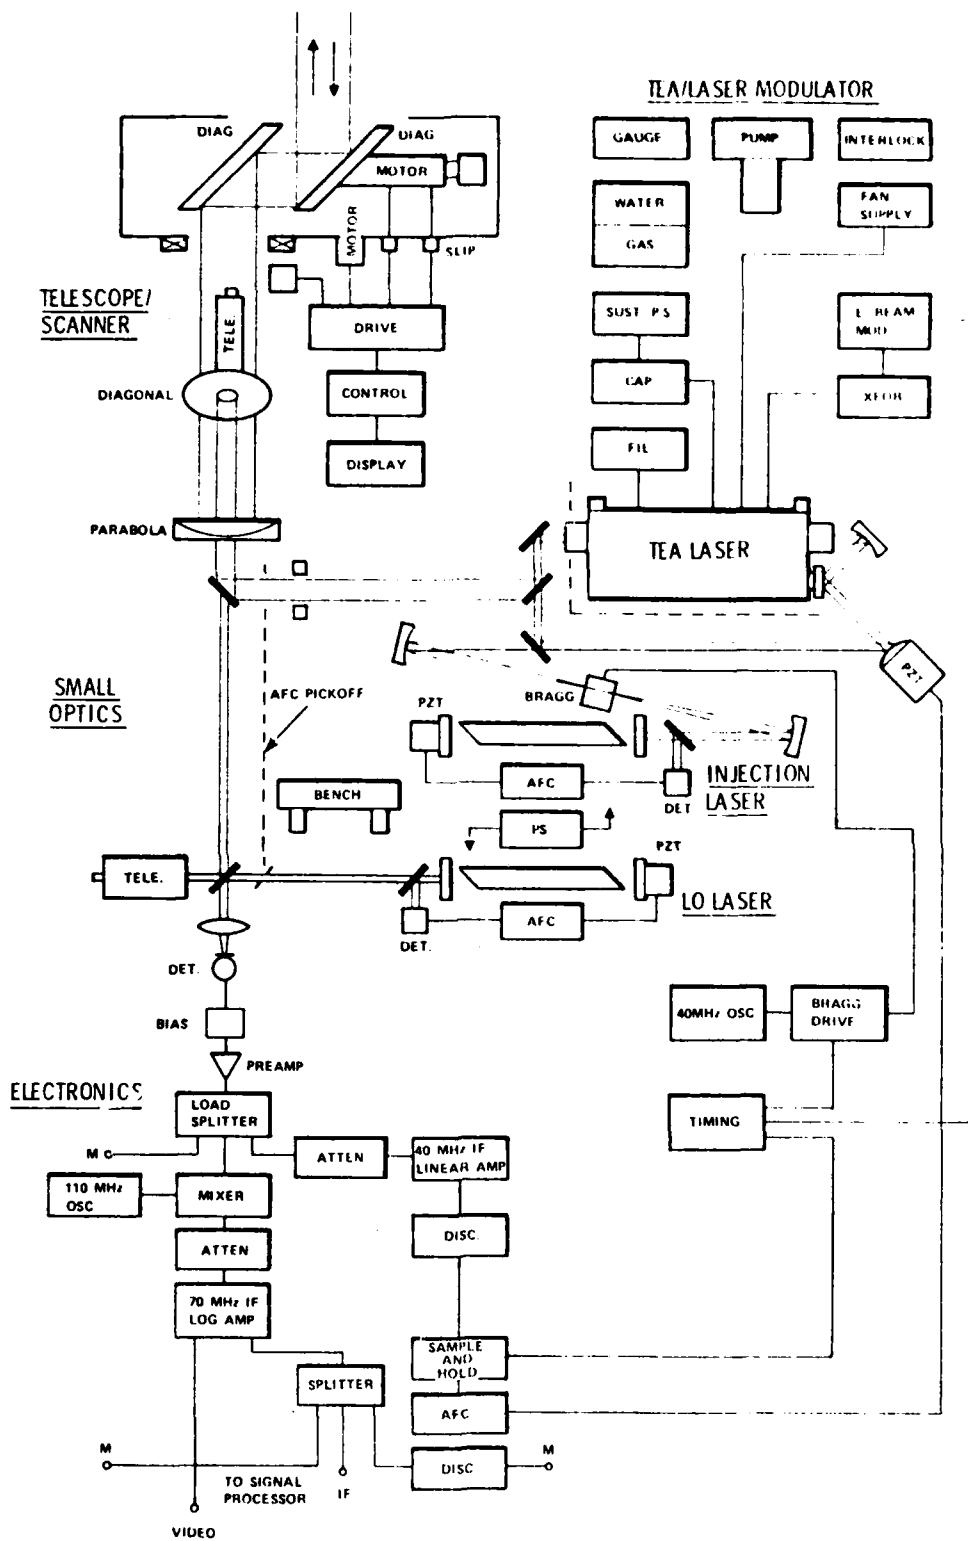 TEA/LASER MODULATOR
DIAG
DIAG
MOTOR
MOTOR
SLIP
GAUGE
PUMP
INTERLOCK
WATER
GAS
FAN
SUPPLY
TELESCOPE/
SCANNER
TELE.
DRIVE
SUST. P.S
E BEAM
MOD
DIAGONAL
CONTROL
CAP
XFOR
DISPLAY
FIL
PARABOLA
TEA LASER
SMALL
OPTICS
AFC PICKOFF
BRAGG
PZT
PZT
AFC
DET
INJECTION
LASER
BENCH
PS
PZT
TELE.
LO LASER
DET.
AFC
DET.
BIAS
40MHz OSC
BRAGG
DRIVE
PREAMP
ELECTRONICS
LOAD
SPLITTER
TIMING
M
ATTEN
40 MHz IF
LINEAR AMP
110 MHz
OSC
MIXER
DISC.
ATTEN
70 MHz IF
LOG AMP
SAMPLE
AND
HOLD
SPLITTER
AFC
M
DISC
M
TO SIGNAL
PROCESSOR
IF
VIDEO